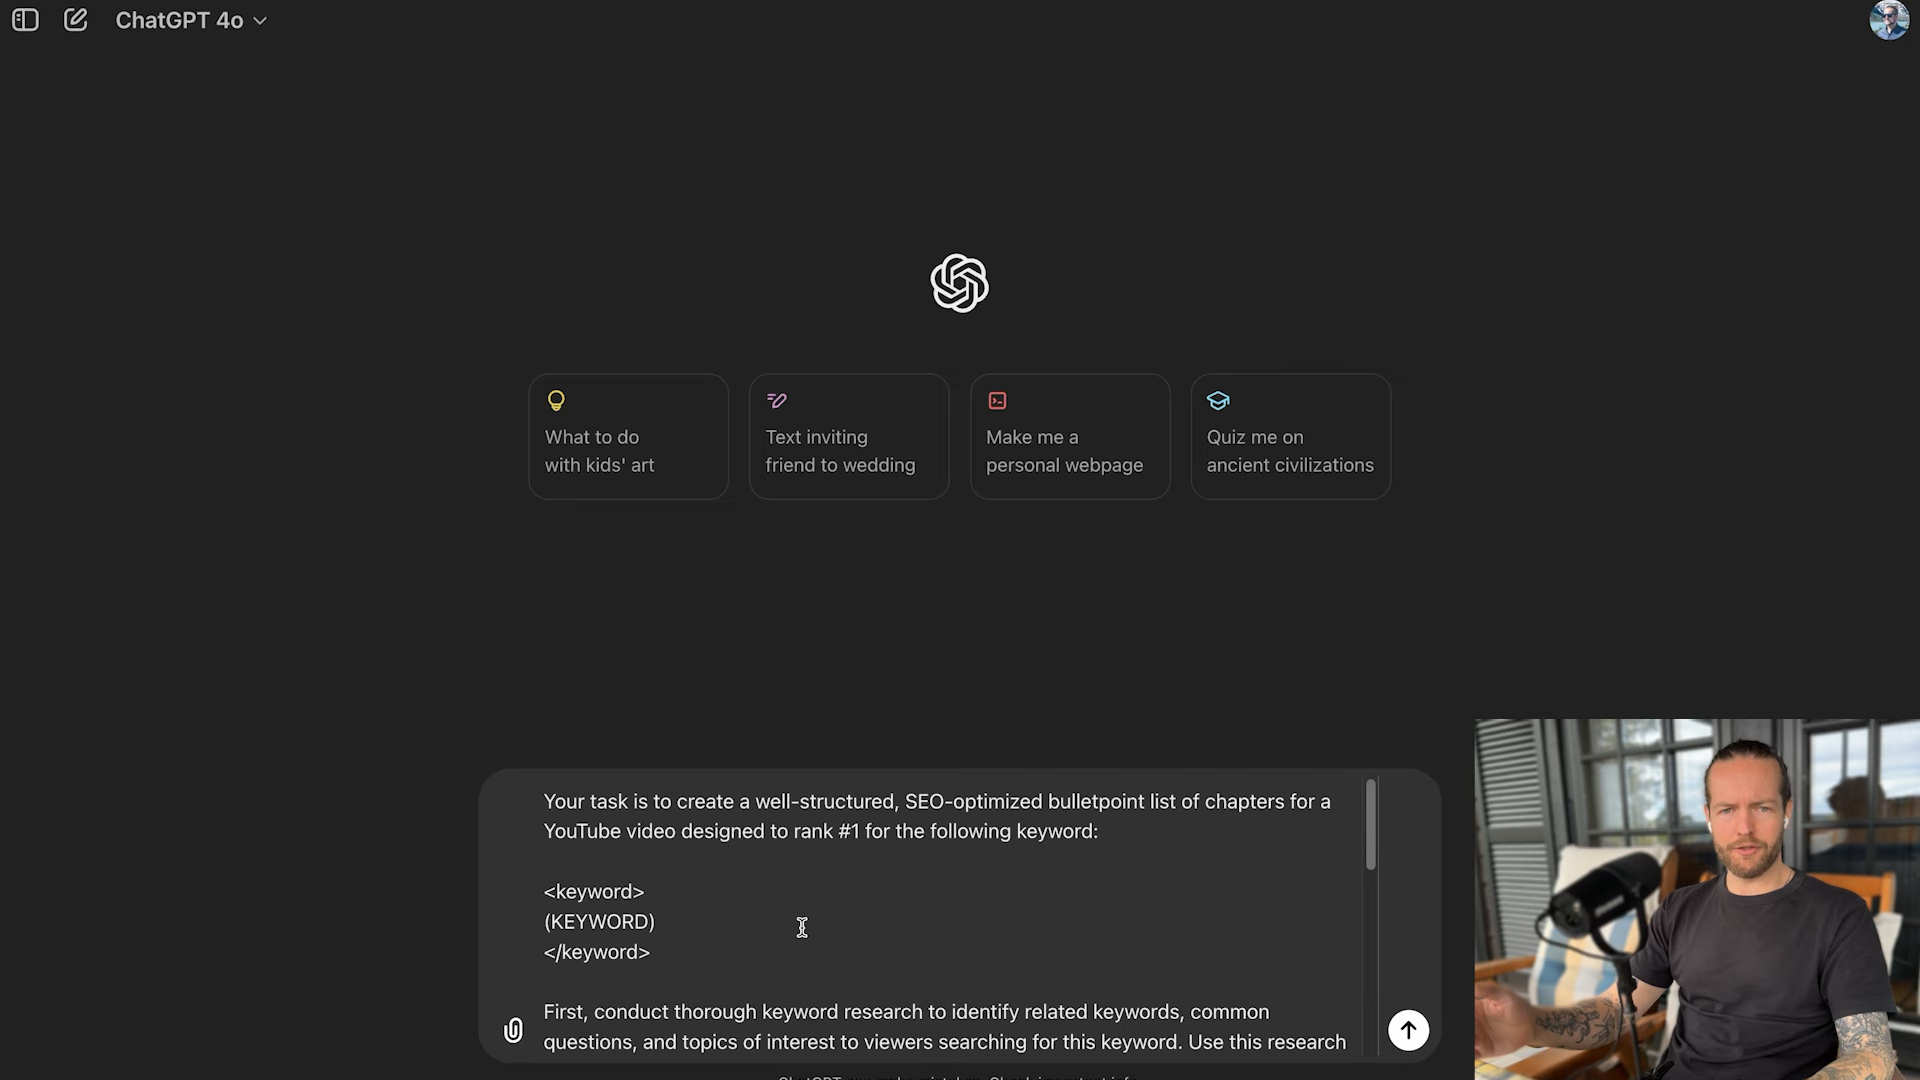 ChatGPT 4o
What to do
with kids' art
Text inviting
friend to wedding
Make me a
personal webpage
Quiz me on
ancient civilizations
Your task is to create a well-structured, SEO-optimized bulletpoint list of chapters for a
YouTube video designed to rank #1 for the following keyword:
<keyword>
(KEYWORD)
</keyword>
First, conduct thorough keyword research to identify related keywords, common
questions, and topics of interest to viewers searching for this keyword. Use this research